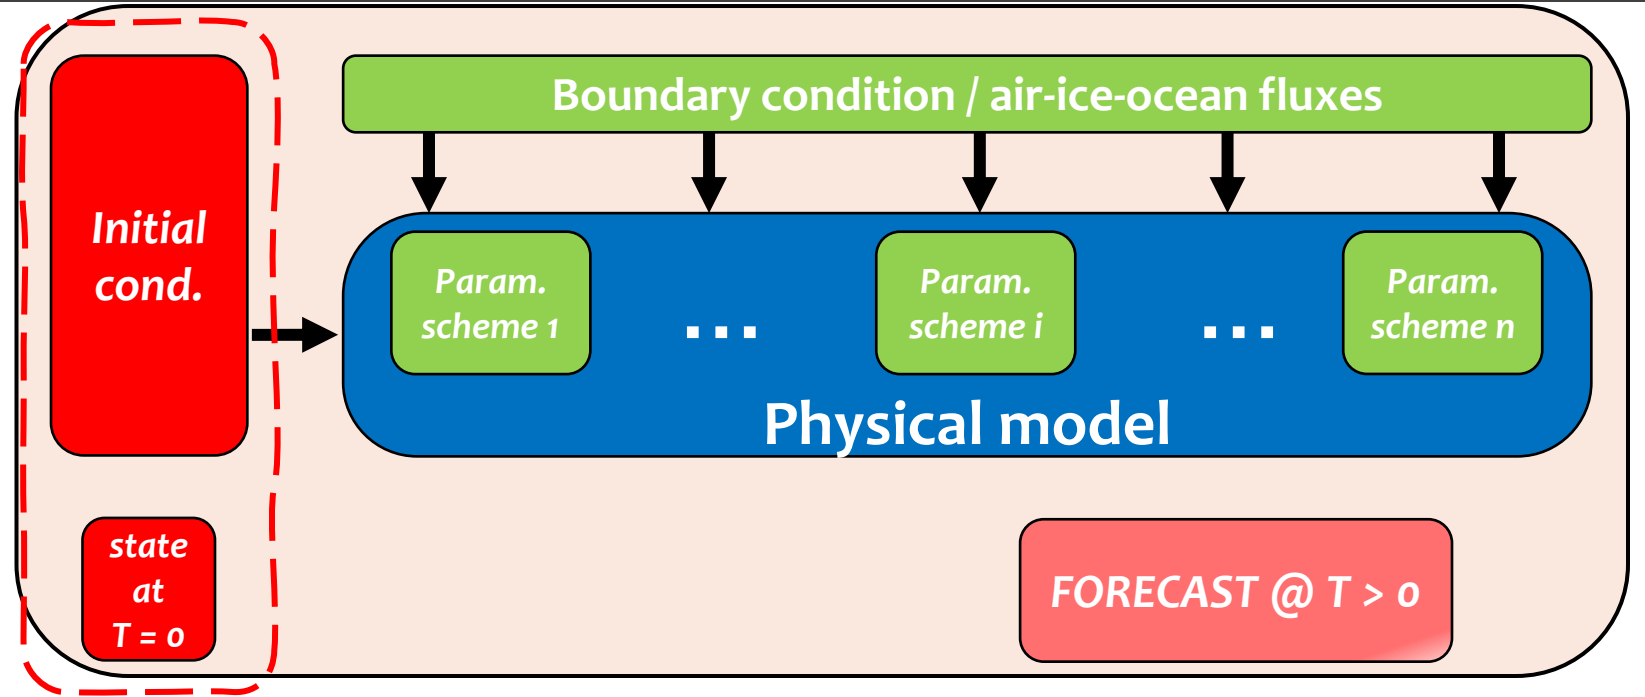 Boundary condition / air-ice-ocean fluxes
Initial
cond.
Param.
scheme 1
...
Param.
scheme i
...
Param.
scheme n
Physical model
state
at
T = 0
FORECAST @ T > 0